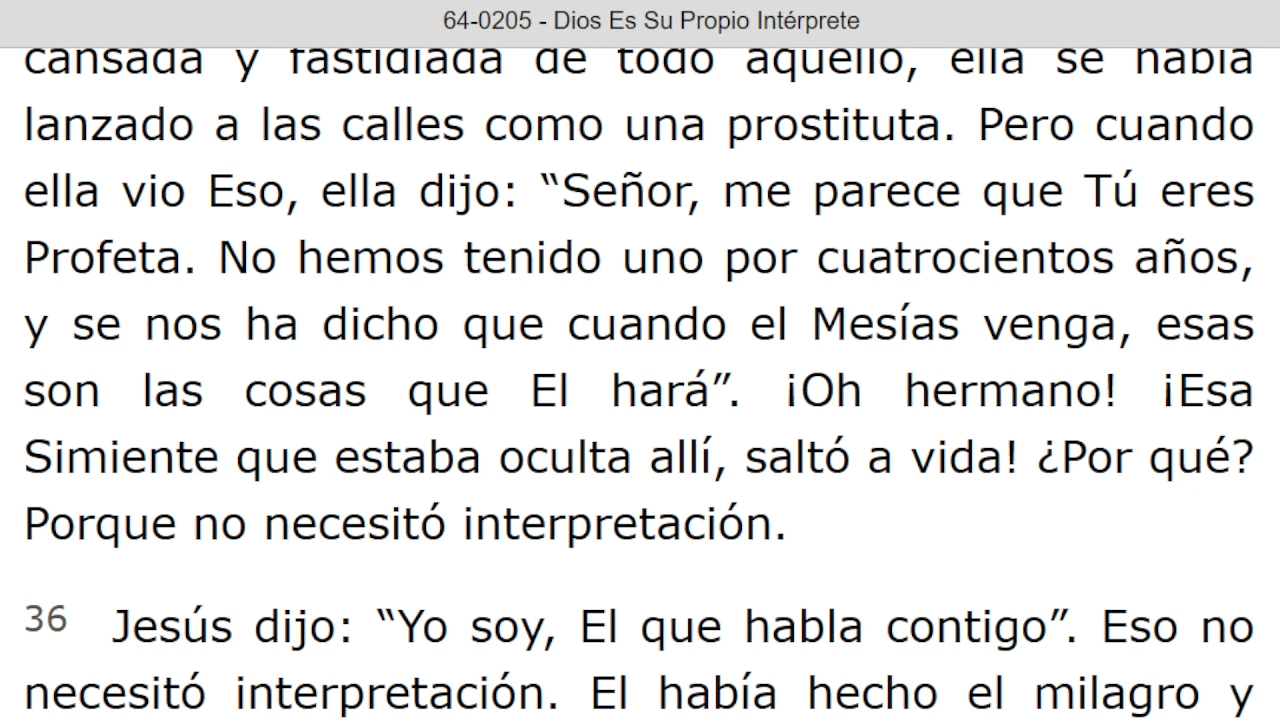 64-0205 - Dios Es Su Propio Intérprete
cansada y fastidiada de todo aquello, ella se había
lanzado a las calles como una prostituta. Pero cuando
ella vio Eso, ella dijo: “Señor, me parece que Tú eres
Profeta. No hemos tenido uno por cuatrocientos años,
y se nos ha dicho que cuando el Mesías venga, esas
son las cosas que El hará”. ¡Oh hermano! ¡Esa
Simiente que estaba oculta allí, saltó a vida! ¿Por qué?
Porque no necesitó interpretación.
36 Jesús dijo: “Yo soy, El que habla contigo”. Eso no
necesitó interpretación. El había hecho el milagro y